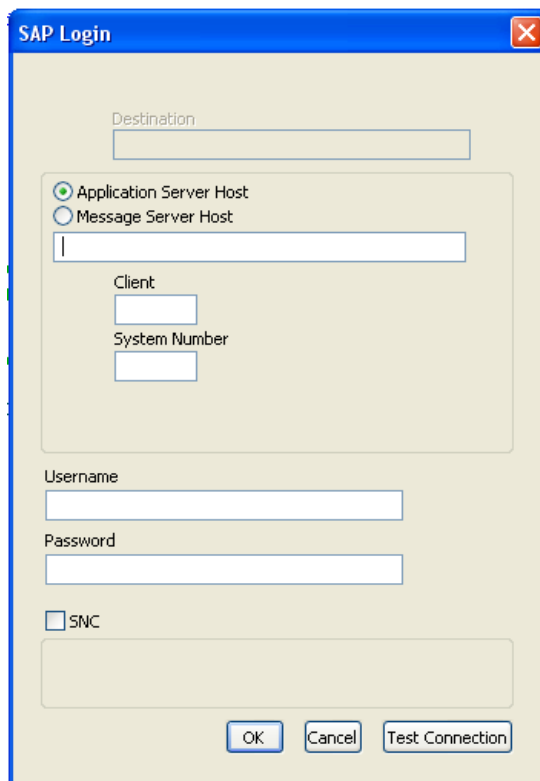 SAP Login
Destination
Application Server Host
Message Server Host
Client
System Number
Username
Password
SNC
OK Cancel Test Connection